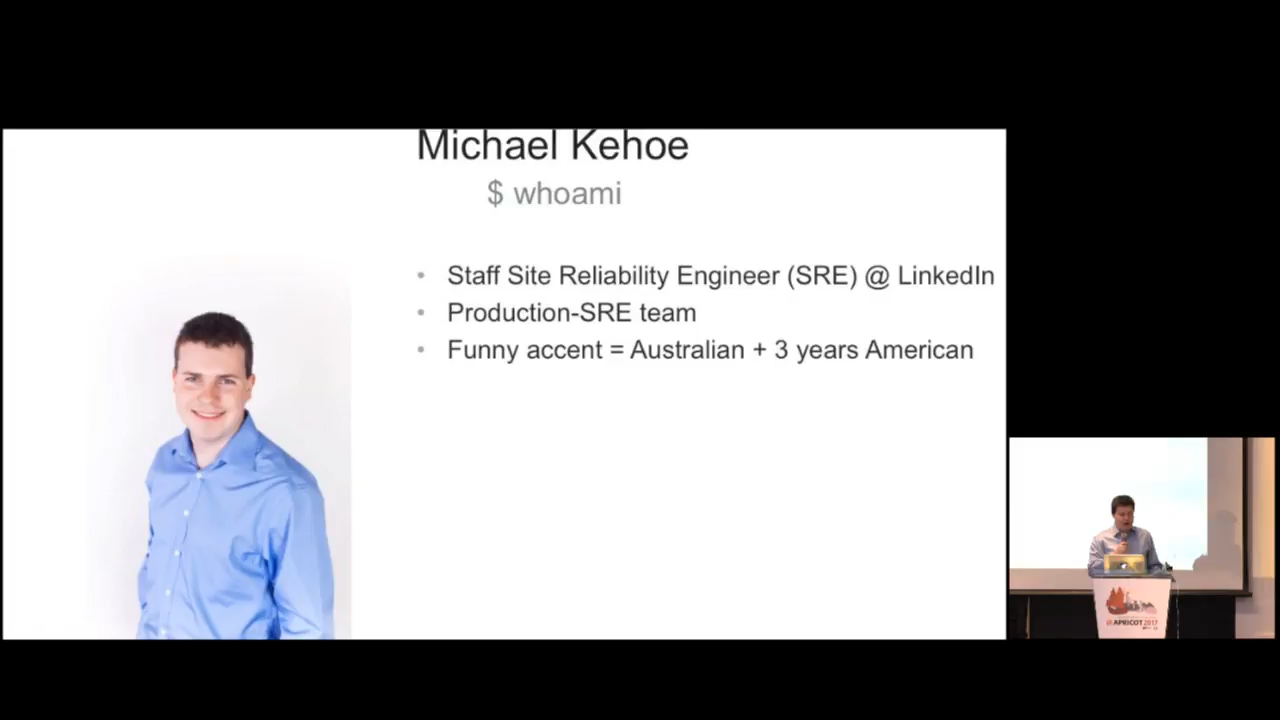 Michael Kehoe
$ whoami
• Staff Site Reliability Engineer (SRE) @ LinkedIn
• Production-SRE team
• Funny accent = Australian + 3 years American
APRICOT 2017